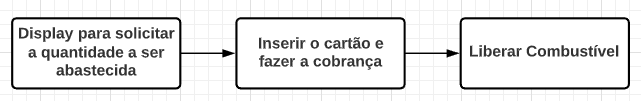 Display para solicitar
a quantidade a ser
abastecida
Inserir o cartão e
fazer a cobrança
Liberar Combustível